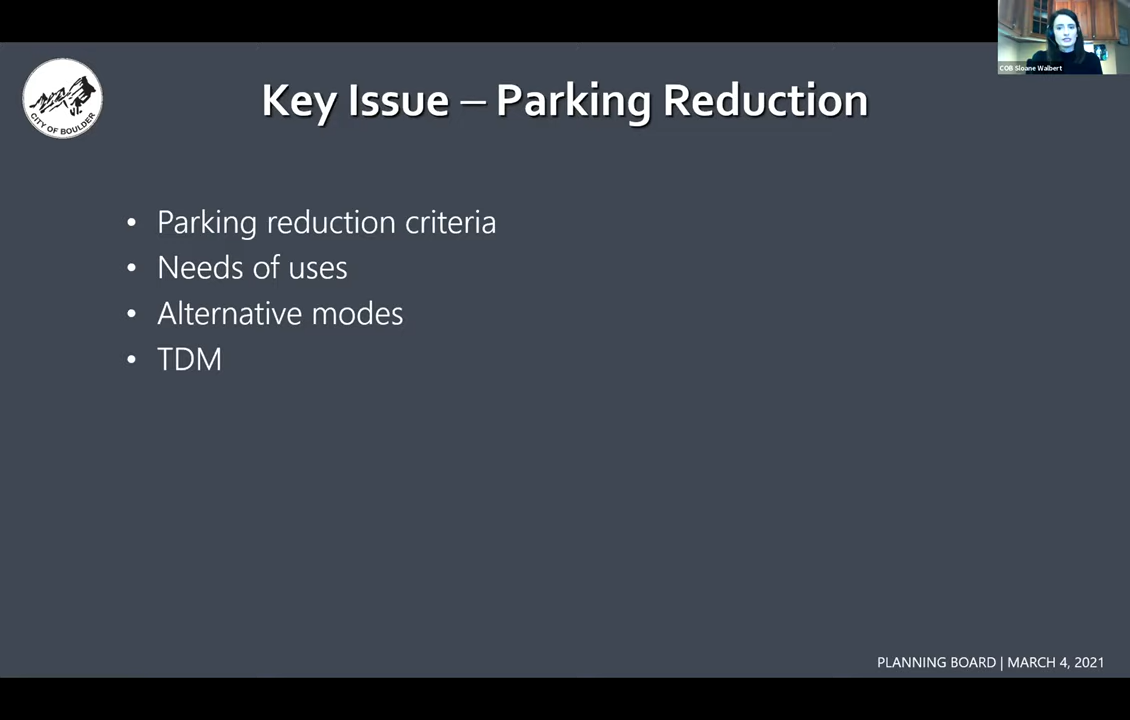 COB Sloane Walbert
CITY OF BOULDER
Key Issue – Parking Reduction
• Parking reduction criteria
• Needs of uses
• Alternative modes
• TDM
PLANNING BOARD | MARCH 4, 2021